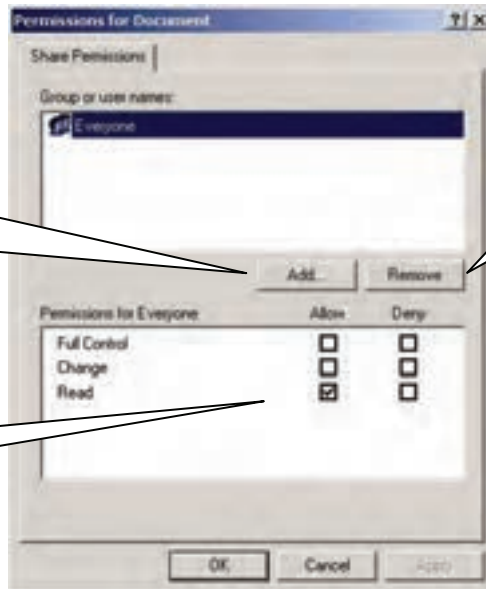 Permissions for Document
Share Permissions
Group or user names:
Everyone
Add... Remove
Permissions for Everyone Allow Deny
Full Control
Change
Read
OK Cancel Apply